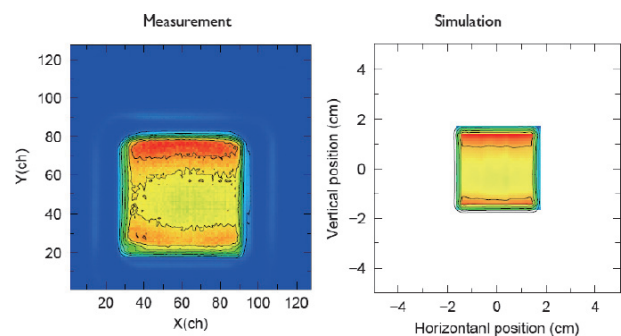 Measurement
Simulation
Y(ch)
120
100
80
60
40
20
20 40 60 80 100 120
X(ch)
Vertical position (cm)
4
2
0
−2
−4
−4 −2 0 2 4
Horizontant position (cm)